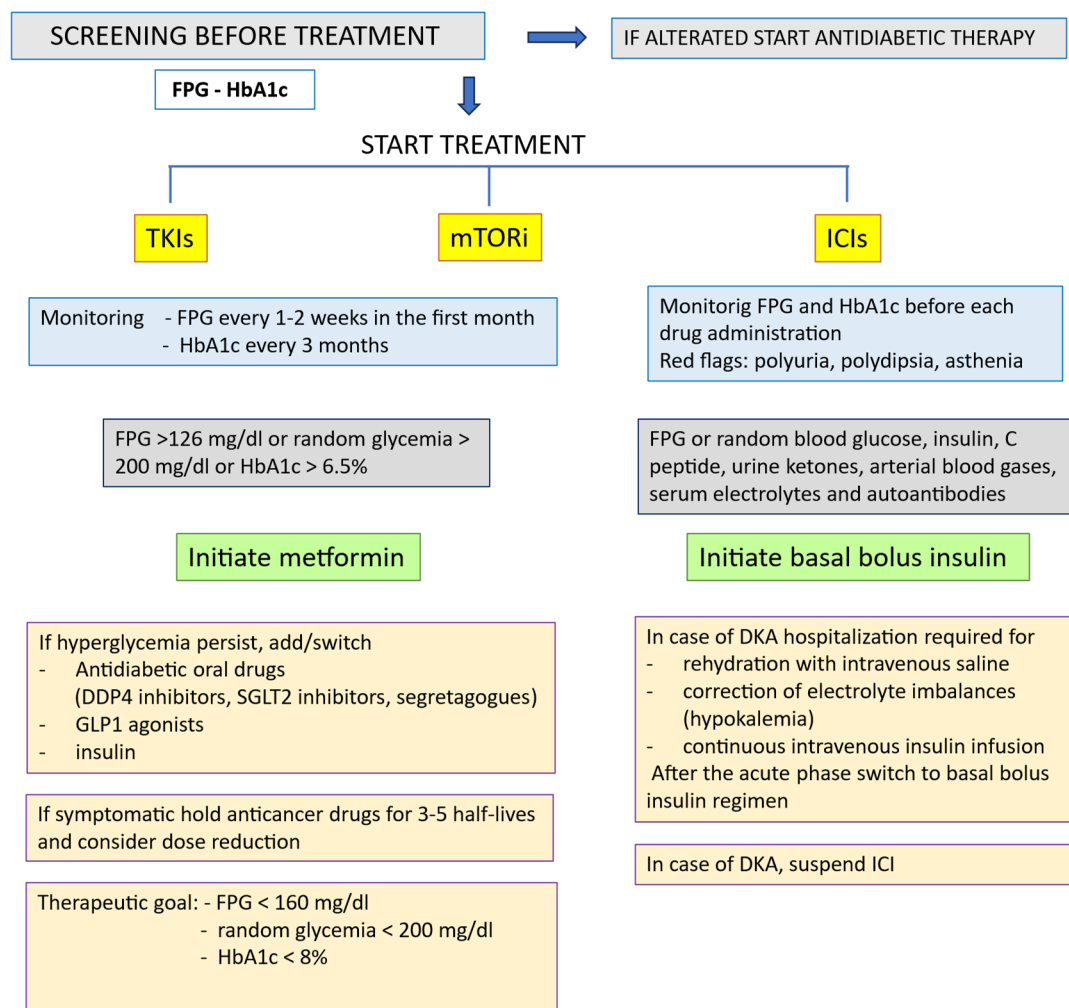 SCREENING BEFORE TREATMENT
IF ALTERED START ANTIDIABETIC THERAPY
FPG - HbA1c
START TREATMENT
TKIs
mTORi
ICIs
Monitoring - FPG every 1-2 weeks in the first month
- HbA1c every 3 months
Monitorig FPG and HbA1c before each
drug administration
Red flags: polyuria, polydipsia, asthenia
FPG >126 mg/dl or random glycemia >
200 mg/dl or HbA1c > 6.5%
FPG or random blood glucose, insulin, C
peptide, urine ketones, arterial blood gases,
serum electrolytes and autoantibodies
Initiate metformin
Initiate basal bolus insulin
If hyperglycemia persist, add/switch
- Antidiabetic oral drugs
(DDP4 inhibitors, SGLT2 inhibitors, segretagogues)
- GLP1 agonists
- insulin
In case of DKA hospitalization required for
- rehydration with intravenous saline
- correction of electrolyte imbalances
(hypokalemia)
- continuous intravenous insulin infusion
After the acute phase switch to basal bolus
insulin regimen
If symptomatic hold anticancer drugs for 3-5 half-lives
and consider dose reduction
In case of DKA, suspend ICI
Therapeutic goal: - FPG < 160 mg/dl
- random glycemia < 200 mg/dl
- HbA1c < 8%